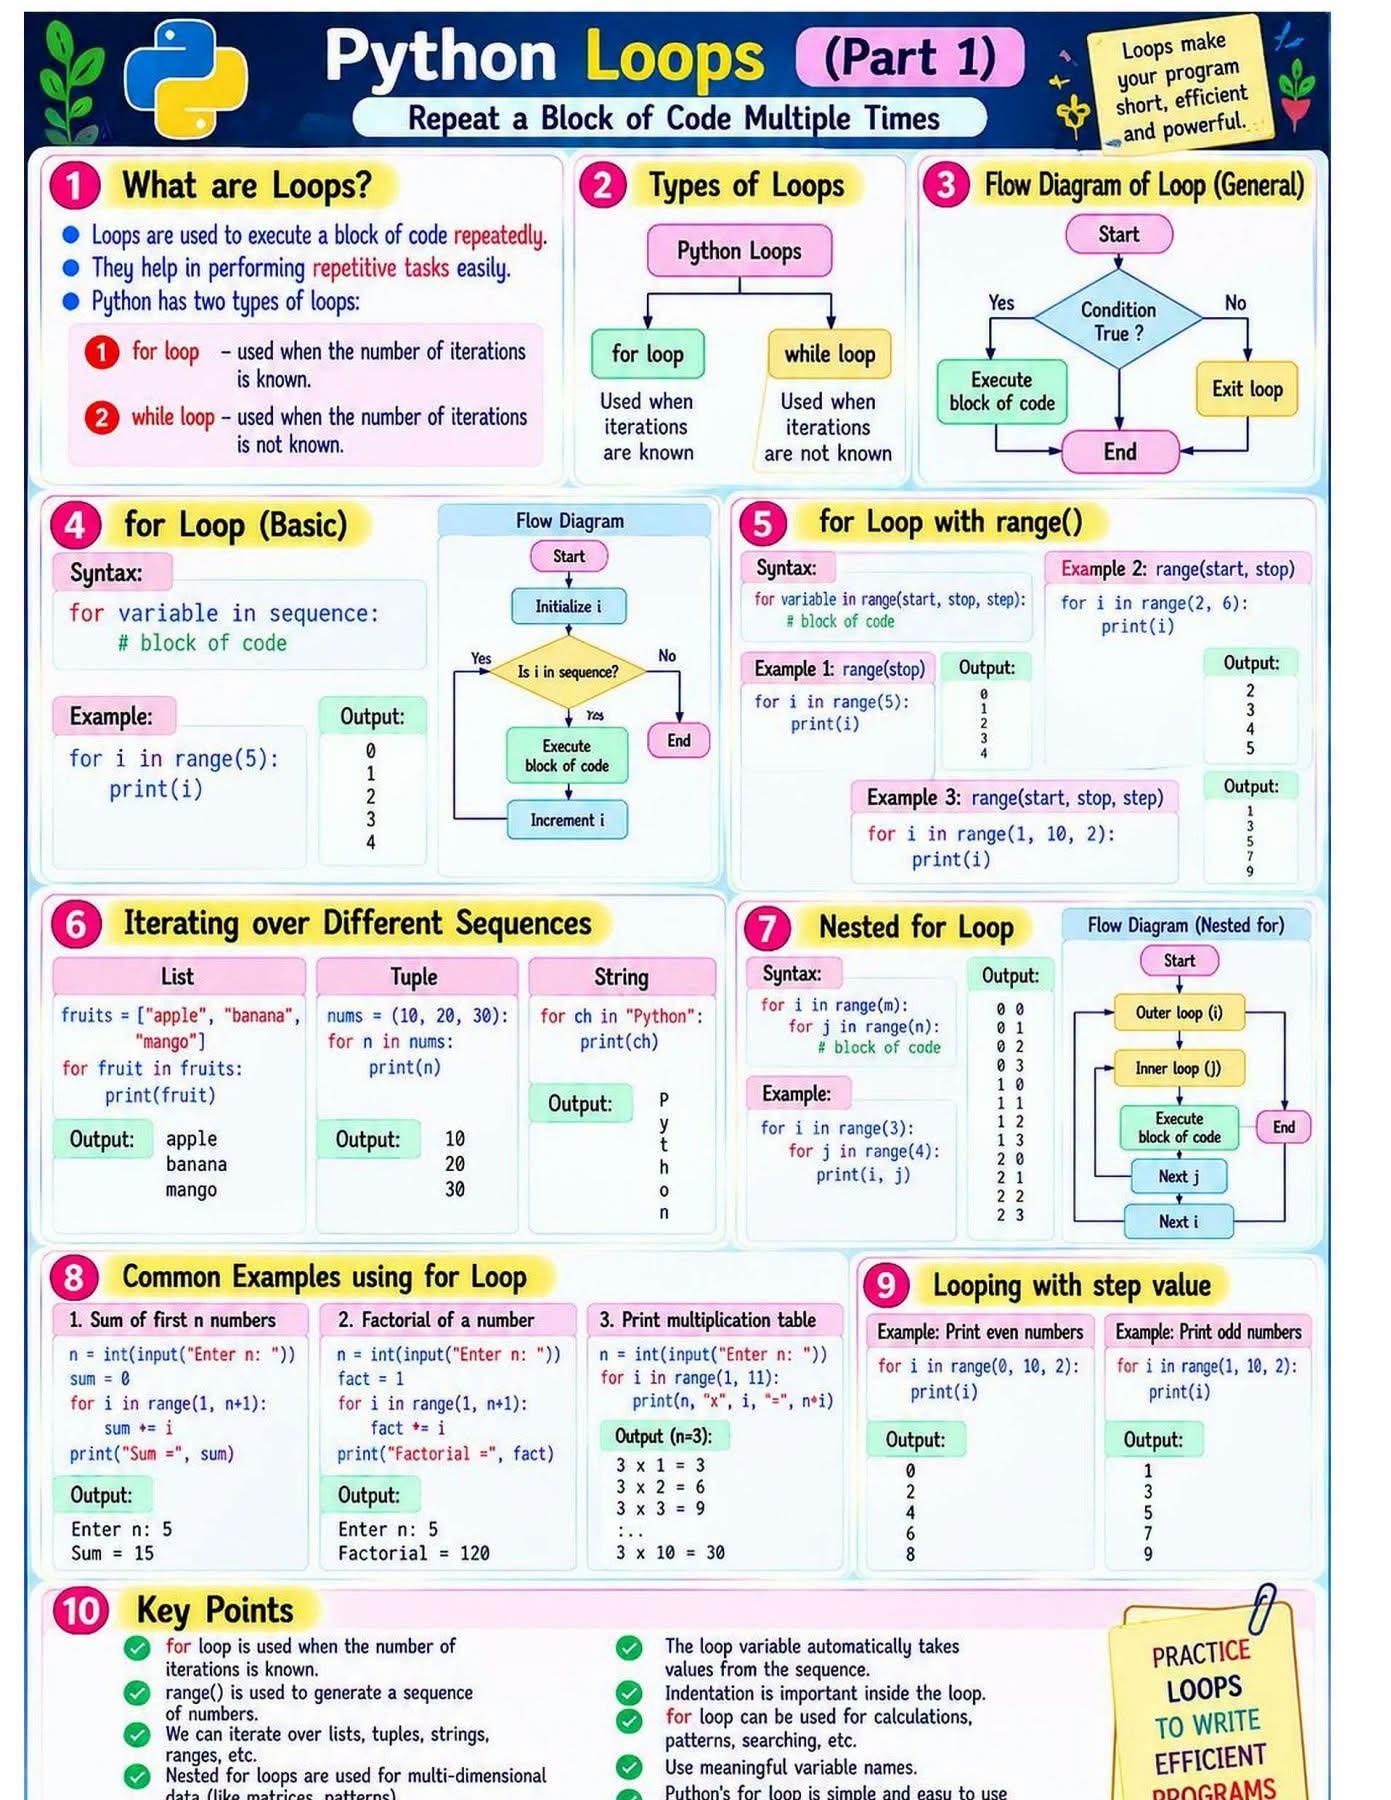 Python Loops (Part 1)
Repeat a Block of Code Multiple Times
Loops make
your program
short, efficient
and powerful.
1 What are Loops?
Loops are used to execute a block of code repeatedly.
They help in performing repetitive tasks easily.
Python has two types of loops:
1 for loop – used when the number of iterations
is known.
2 while loop – used when the number of iterations
is not known.
2 Types of Loops
Python Loops
for loop
while loop
Used when
iterations
are known
Used when
iterations
are not known
3 Flow Diagram of Loop (General)
Start
Condition
True ?
Yes
No
Execute
block of code
Exit loop
End
4 for Loop (Basic)
Syntax:
for variable in sequence:
# block of code
Example:
for i in range(5):
print(i)
Output:
0
1
2
3
4
Flow Diagram
Start
Initialize i
Is i in sequence?
Yes
No
Yes
Execute
block of code
End
Increment i
5 for Loop with range()
Syntax:
for variable in range(start, stop, step):
# block of code
Example 1: range(stop)
for i in range(5):
print(i)
Output:
0
1
2
3
4
Example 2: range(start, stop)
for i in range(2, 6):
print(i)
Output:
2
3
4
5
Example 3: range(start, stop, step)
for i in range(1, 10, 2):
print(i)
Output:
1
3
5
7
9
6 Iterating over Different Sequences
List
fruits = ["apple", "banana",
"mango"]
for fruit in fruits:
print(fruit)
Output:
apple
banana
mango
Tuple
nums = (10, 20, 30):
for n in nums:
print(n)
Output:
10
20
30
String
for ch in "Python":
print(ch)
Output:
P
y
t
h
o
n
7 Nested for Loop
Syntax:
for i in range(m):
for j in range(n):
# block of code
Example:
for i in range(3):
for j in range(4):
print(i, j)
Output:
0 0
0 1
0 2
0 3
1 0
1 1
1 2
1 3
2 0
2 1
2 2
2 3
Flow Diagram (Nested for)
Start
Outer loop (i)
Inner loop (j)
Execute
block of code
End
Next j
Next i
8 Common Examples using for Loop
1. Sum of first n numbers
n = int(input("Enter n: "))
sum = 0
for i in range(1, n+1):
sum += i
print("Sum =", sum)
Output:
Enter n: 5
Sum = 15
2. Factorial of a number
n = int(input("Enter n: "))
fact = 1
for i in range(1, n+1):
fact *= i
print("Factorial =", fact)
Output:
Enter n: 5
Factorial = 120
3. Print multiplication table
n = int(input("Enter n: "))
for i in range(1, 11):
print(n, "x", i, "=", n*i)
Output (n=3):
3 x 1 = 3
3 x 2 = 6
3 x 3 = 9
:..
3 x 10 = 30
9 Looping with step value
Example: Print even numbers
for i in range(0, 10, 2):
print(i)
Output:
0
2
4
6
8
Example: Print odd numbers
for i in range(1, 10, 2):
print(i)
Output:
1
3
5
7
9
10 Key Points
for loop is used when the number of
iterations is known.
range() is used to generate a sequence
of numbers.
We can iterate over lists, tuples, strings,
ranges, etc.
Nested for loops are used for multi-dimensional
data (like matrices, patterns)
The loop variable automatically takes
values from the sequence.
Indentation is important inside the loop.
for loop can be used for calculations,
patterns, searching, etc.
Use meaningful variable names.
Python's for loop is simple and easy to use
PRACTICE
LOOPS
TO WRITE
EFFICIENT
PROGRAMS